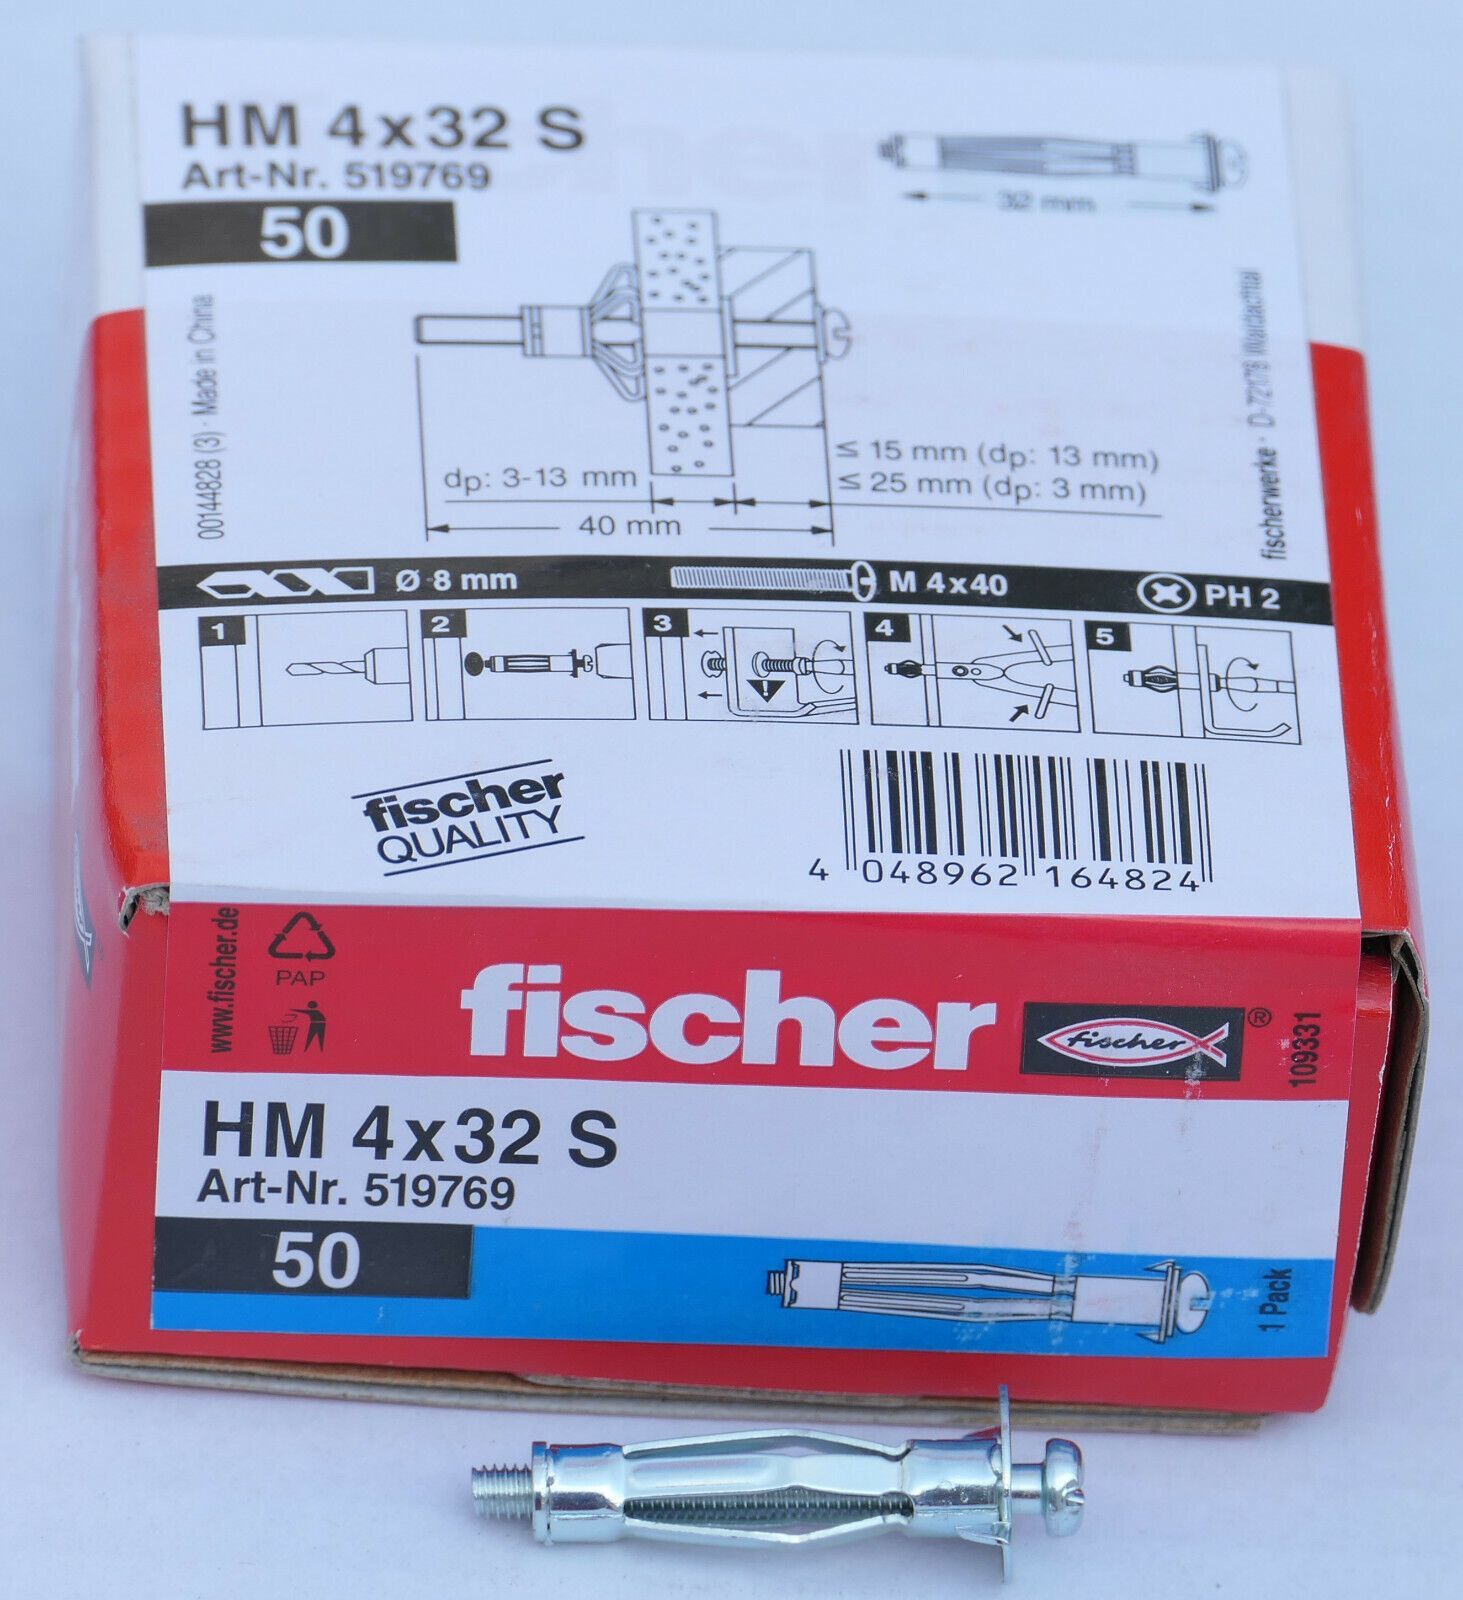 HM 4x32 S
Art-Nr. 519769
50
32 mm
00144828 (3) · Made in China
fischerwerke · D-72178 Waldachtal
dp: 3-13 mm
≤ 15 mm (dp: 13 mm)
≤ 25 mm (dp: 3 mm)
40 mm
Ø 8 mm
M 4x40
PH 2
1
2
3
4
5
!
fischer
QUALITY
4 048962 164824
www.fischer.de
PAP
fischer
fischer
®
109331
HM 4x32 S
Art-Nr. 519769
50
1 Pack